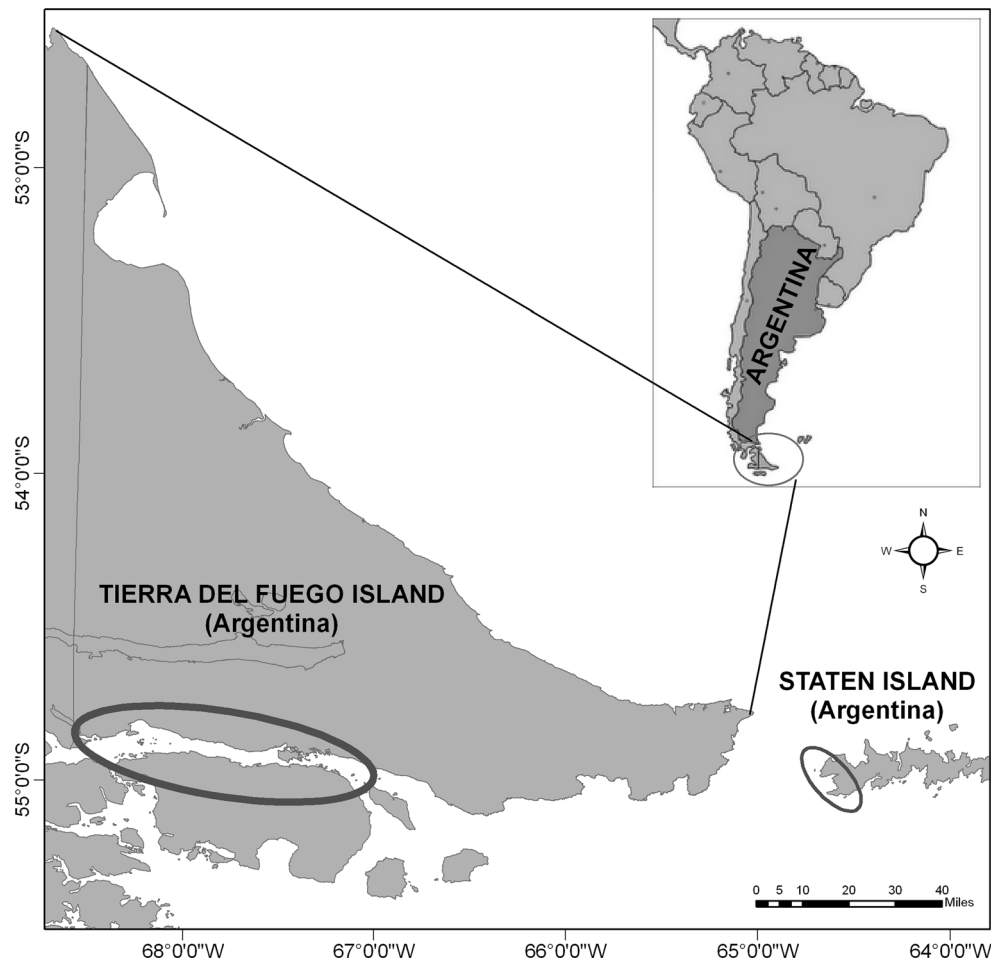 ARGENTINA
53°0'0"S
54°0'0"S
55°0'0"S
N
W E
S
TIERRA DEL FUEGO ISLAND
(Argentina)
STATEN ISLAND
(Argentina)
0 5 10 20 30 40
Miles
68°0'0"W 67°0'0"W 66°0'0"W 65°0'0"W 64°0'0"W